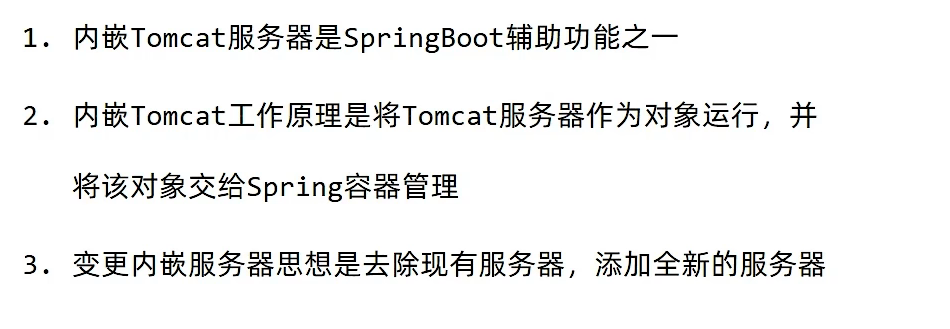 1. 内嵌Tomcat服务器是SpringBoot辅助功能之一
2. 内嵌Tomcat工作原理是将Tomcat服务器作为对象运行，并
将该对象交给Spring容器管理
3. 变更内嵌服务器思想是去除现有服务器，添加全新的服务器